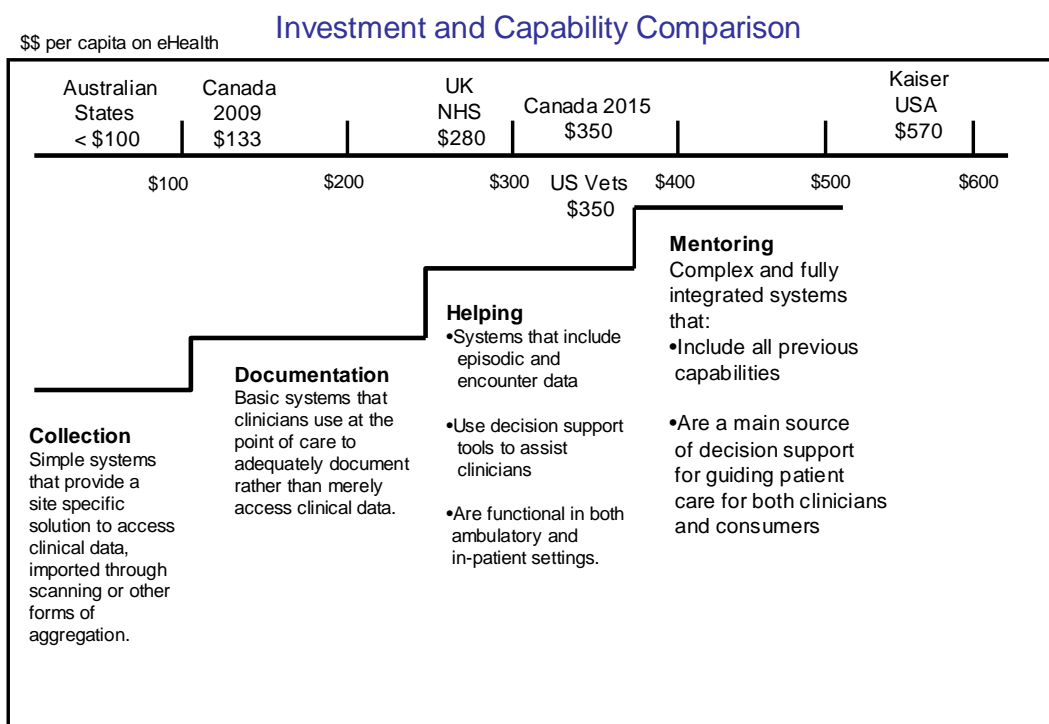 Investment and Capability Comparison
$$ per capita on eHealth
Australian
States
< $100
Canada
2009
$133
UK
NHS
$280
Canada 2015
$350
Kaiser
USA
$570
$100
$200
$300
US Vets
$350
$400
$500
$600
Collection
Simple systems
that provide a
site specific
solution to access
clinical data,
imported through
scanning or other
forms of
aggregation.
Documentation
Basic systems that
clinicians use at the
point of care to
adequately document
rather than merely
access clinical data.
Helping
•Systems that include
episodic and
encounter data
•Use decision support
tools to assist
clinicians
•Are functional in both
ambulatory and
in-patient settings.
Mentoring
Complex and fully
integrated systems
that:
•Include all previous
capabilities
•Are a main source
of decision support
for guiding patient
care for both clinicians
and consumers